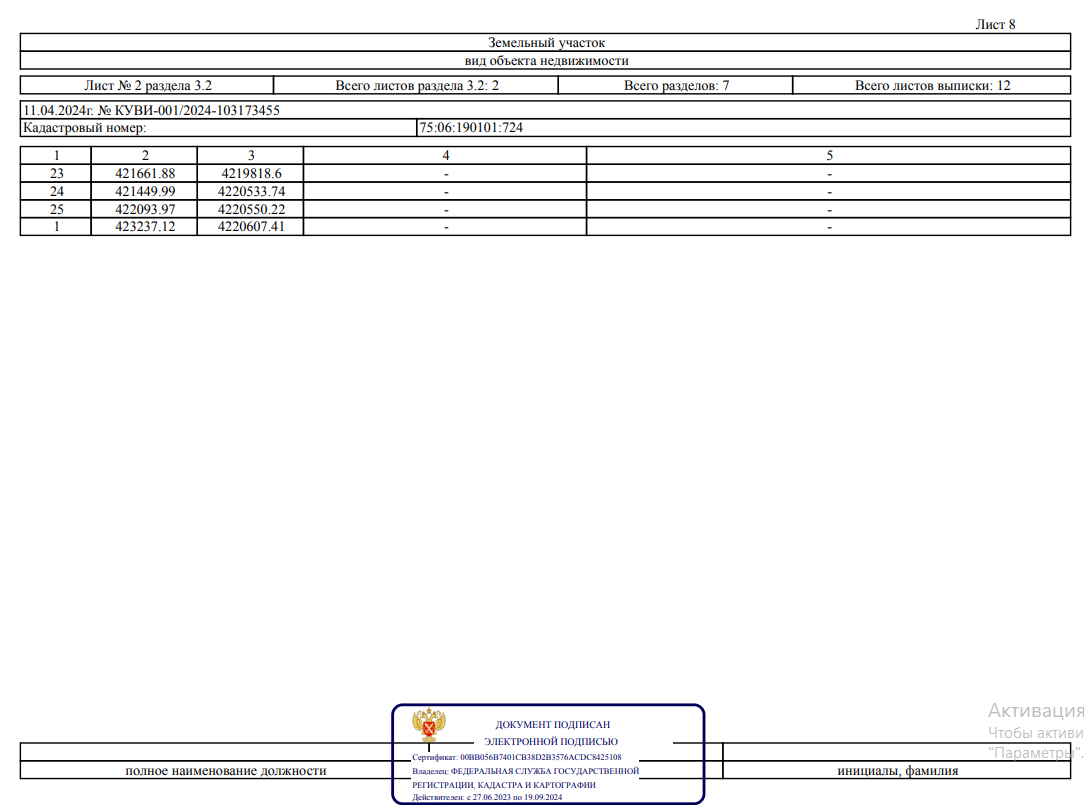 Лист 8
Земельный участок
вид объекта недвижимости
Лист № 2 раздела 3.2 Всего листов раздела 3.2: 2 Всего разделов: 7 Всего листов выписки: 12
11.04.2024г. № КУВИ-001/2024-103173455
Кадастровый номер: 75:06:190101:724
1 2 3 4 5
23 421661.88 4219818.6 - -
24 421449.99 4220533.74 - -
25 422093.97 4220550.22 - -
1 423237.12 4220607.41 - -
ДОКУМЕНТ ПОДПИСАН
ЭЛЕКТРОННОЙ ПОДПИСЬЮ
Сертификат: 00BB056B7401CB38D2B3576ACDC8425108
Владелец: ФЕДЕРАЛЬНАЯ СЛУЖБА ГОСУДАРСТВЕННОЙ
РЕГИСТРАЦИИ, КАДАСТРА И КАРТОГРАФИИ
Действителен: с 27.06.2023 по 19.09.2024
полное наименование должности инициалы, фамилия
Активация
Чтобы активи
"Параметры".